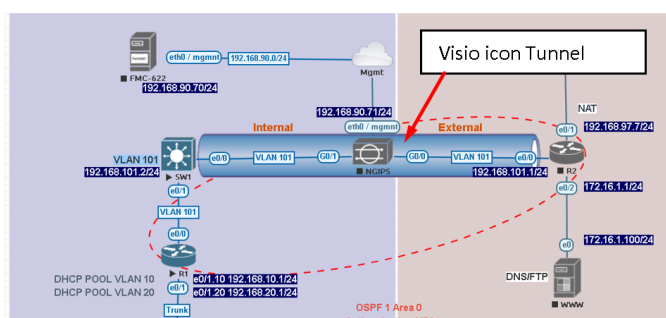 Visio icon Tunnel
eth0 / mgmt
192.168.90.0/24
Mgmt
FMC-622
192.168.90.70/24
192.168.90.71/24
eth0 / mgmt
NAT
e0/1
192.168.97.7/24
Internal
External
VLAN 101
192.168.101.2/24
SW1
e0/0
VLAN 101
G0/1
NGIPS
G0/0
VLAN 101
e0/0
192.168.101.1/24
R2
e0/1
e0/2
172.16.1.1/24
VLAN 101
e0/0
R1
e0
172.16.1.100/24
DHCP POOL VLAN 10
e0/1.10 192.168.10.1/24
DHCP POOL VLAN 20
e0/1
e0/1.20 192.168.20.1/24
DNS/FTP
WWW
Trunk
OSPF 1 Area 0